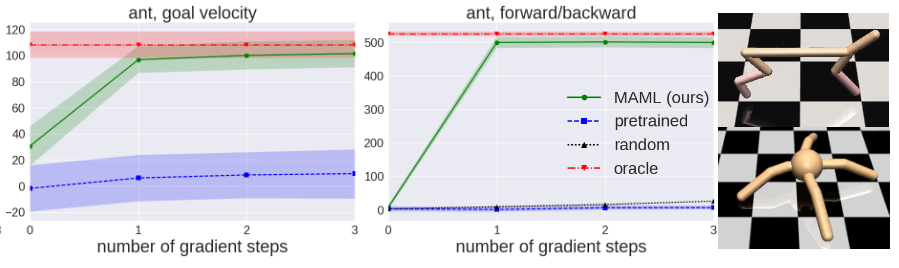 ant, goal velocity
120
100
80
60
40
20
0
−20
0
1
2
3
number of gradient steps
ant, forward/backward
500
400
300
200
100
0
MAML (ours)
pretrained
random
oracle
0
1
2
3
number of gradient steps